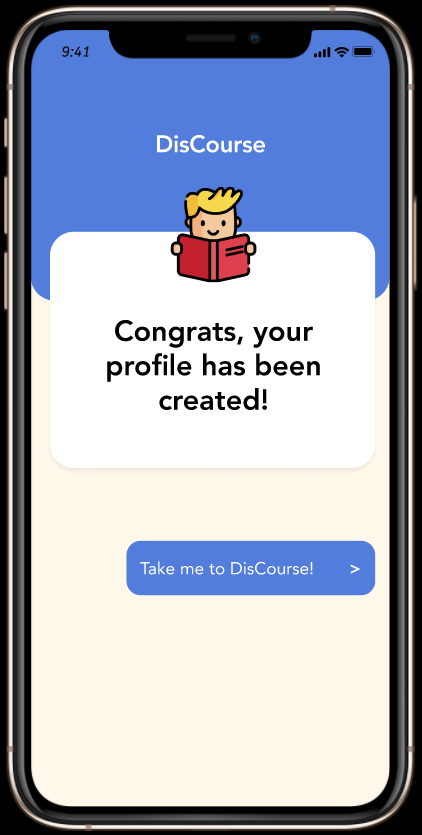 9:41
DisCourse
Congrats, your
profile has been
created!
Take me to DisCourse! >